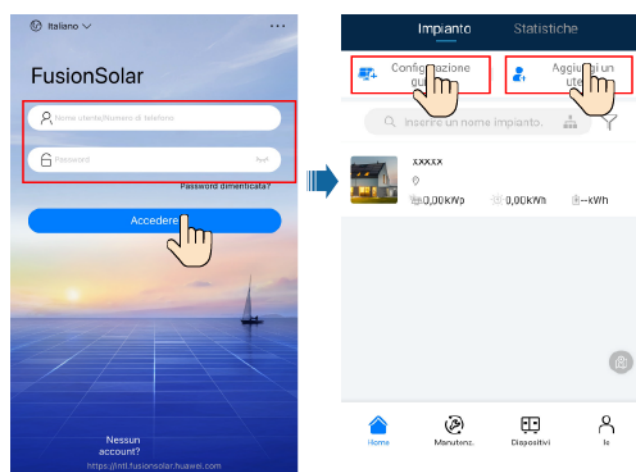 Italiano
FusionSolar
Nome utente/Numero di telefono
Password
Password dimenticata?
Accedere
Nessun
account?
https://intl.fusionsolar.huawei.com
Impianto Statistiche
Configurazione
Aggiungi un
Inserire un nome impianto.
xxxxx
0,00kWp 0,00kWh --kWh
Home Manutenz. Dispositivi Io